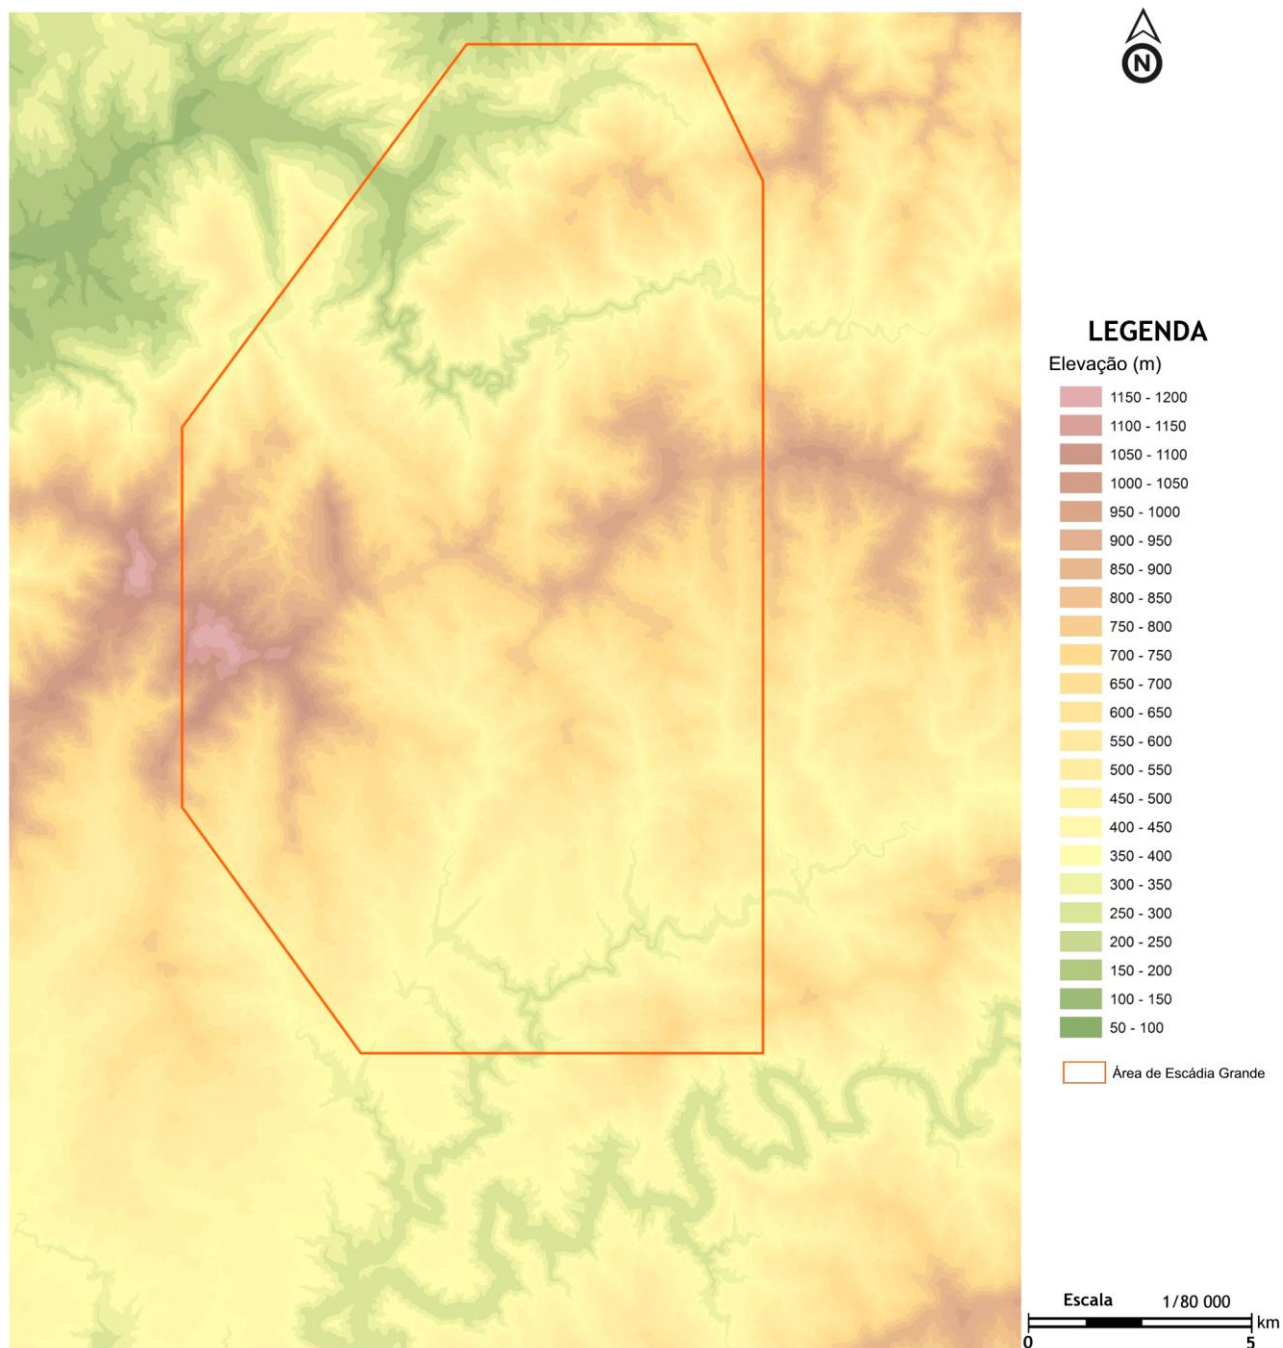 N
LEGENDA
Elevação (m)
1150 - 1200
1100 - 1150
1050 - 1100
1000 - 1050
950 - 1000
900 - 950
850 - 900
800 - 850
750 - 800
700 - 750
650 - 700
600 - 650
550 - 600
500 - 550
450 - 500
400 - 450
350 - 400
300 - 350
250 - 300
200 - 250
150 - 200
100 - 150
50 - 100
Área de Escádia Grande
Escala 1/80 000
km
0 5